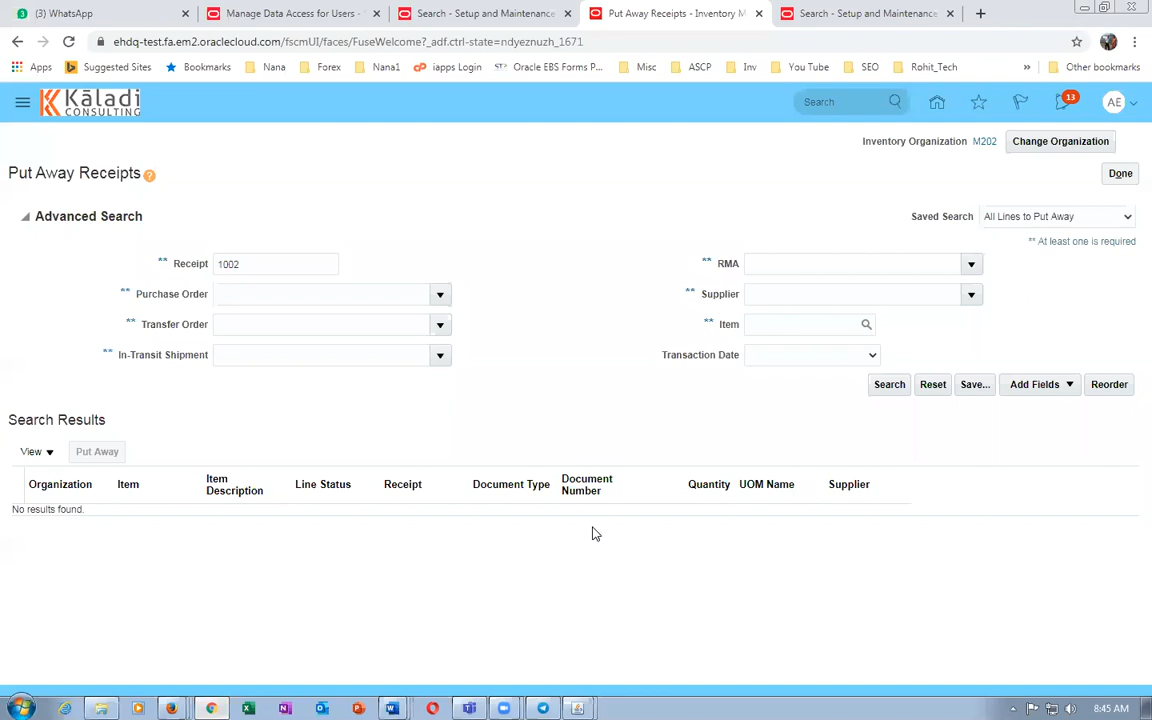 (3) WhatsApp
Manage Data Access for Users -
Search - Setup and Maintenance
Put Away Receipts - Inventory M
Search - Setup and Maintenance
ehdq-test.fa.em2.oraclecloud.com/fscmUI/faces/FuseWelcome?_adf.ctrl-state=ndyeznuzh_1671
Apps Suggested Sites Bookmarks Nana Forex Nana1 iapps Login Oracle EBS Forms P... Misc ASCP Inv You Tube SEO Rohit_Tech » Other bookmarks
Kaladi
CONSULTING
Search
13
AE
Inventory Organization M202 Change Organization
Put Away Receipts ?
Done
Advanced Search
Saved Search All Lines to Put Away
** At least one is required
** Receipt 1002
** RMA
** Purchase Order
** Supplier
** Transfer Order
** Item
** In-Transit Shipment
Transaction Date
Search Reset Save... Add Fields Reorder
Search Results
View Put Away
Organization Item Item Description Line Status Receipt Document Type Document Number Quantity UOM Name Supplier
No results found.
8:45 AM